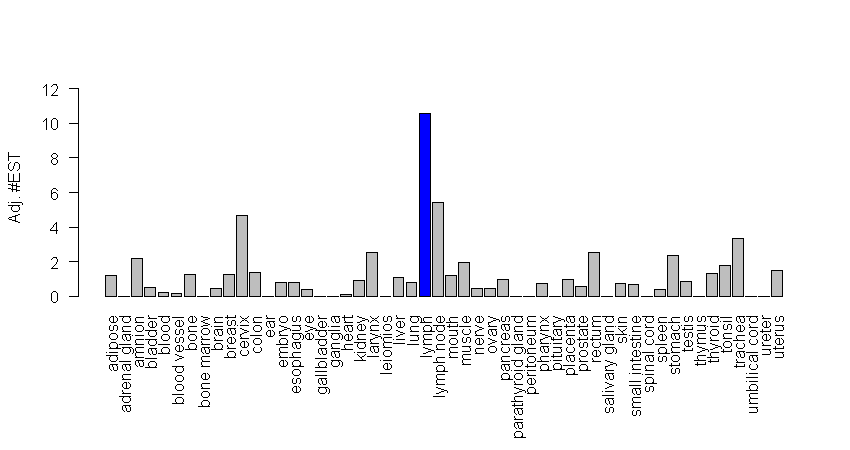 Adj. #EST
12
10
8
6
4
2
0
adipose
adrenal gland
amnion
bladder
blood
blood vessel
bone
bone marrow
brain
breast
cervix
colon
ear
embryo
esophagus
eye
gallbladder
ganglia
heart
kidney
larynx
leiomios
liver
lung
lymph
lymph node
mouth
muscle
nerve
ovary
pancreas
parathyroid gland
peritoneum
pharynx
pituitary
placenta
prostate
rectum
salivary gland
skin
small intestine
spinal cord
spleen
stomach
testis
thymus
thyroid
tonsil
trachea
umbilical cord
ureter
uterus